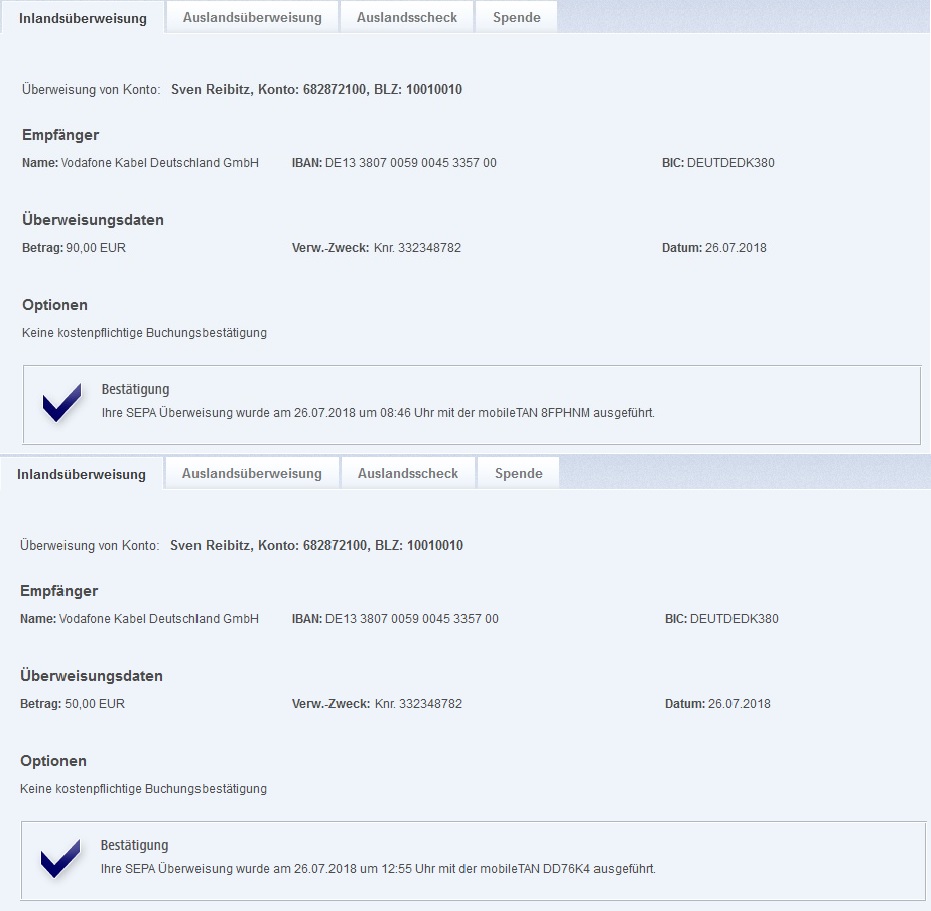 Inlandsüberweisung Auslandsüberweisung Auslandsscheck Spende
Überweisung von Konto: Sven Reibitz, Konto: 682872100, BLZ: 10010010
Empfänger
Name: Vodafone Kabel Deutschland GmbH IBAN: DE13 3807 0059 0045 3357 00 BIC: DEUTDEDK380
Überweisungsdaten
Betrag: 90,00 EUR Verw.-Zweck: Knr. 332348782 Datum: 26.07.2018
Optionen
Keine kostenpflichtige Buchungsbestätigung
Bestätigung
Ihre SEPA Überweisung wurde am 26.07.2018 um 08:46 Uhr mit der mobileTAN 8FPHNM ausgeführt.
Inlandsüberweisung Auslandsüberweisung Auslandsscheck Spende
Überweisung von Konto: Sven Reibitz, Konto: 682872100, BLZ: 10010010
Empfänger
Name: Vodafone Kabel Deutschland GmbH IBAN: DE13 3807 0059 0045 3357 00 BIC: DEUTDEDK380
Überweisungsdaten
Betrag: 50,00 EUR Verw.-Zweck: Knr. 332348782 Datum: 26.07.2018
Optionen
Keine kostenpflichtige Buchungsbestätigung
Bestätigung
Ihre SEPA Überweisung wurde am 26.07.2018 um 12:55 Uhr mit der mobileTAN DD76K4 ausgeführt.